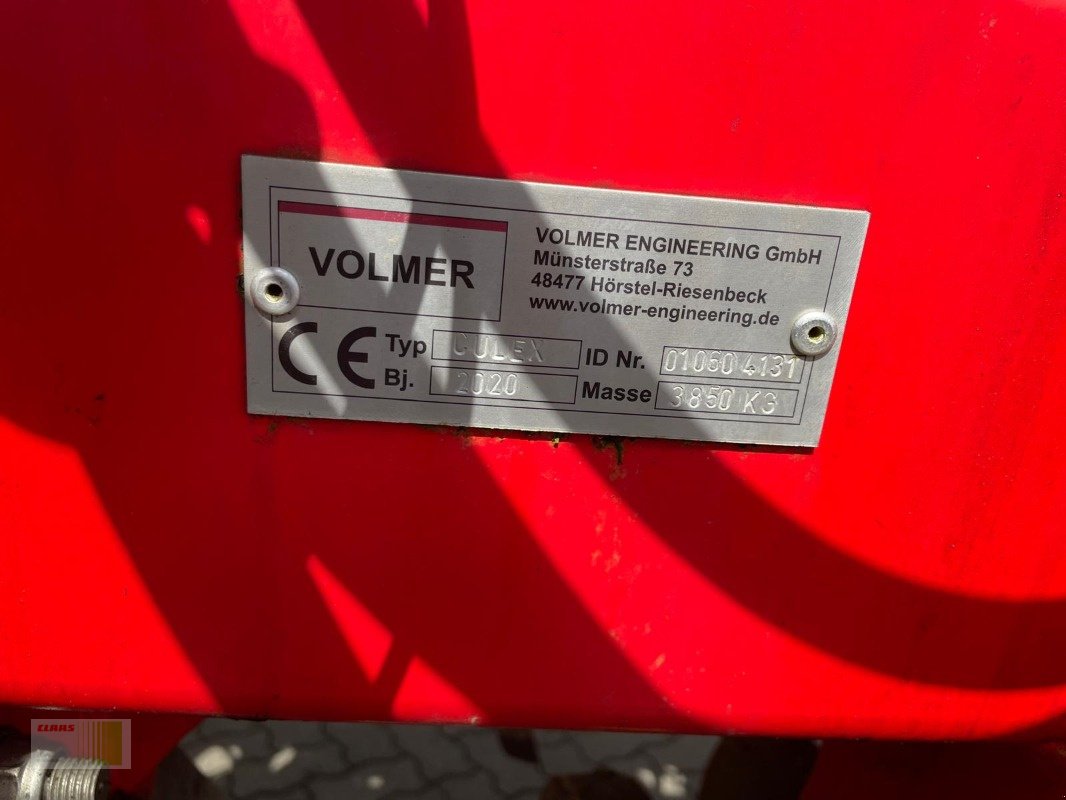 VOLMER
VOLMER ENGINEERING GmbH
Münsterstraße 73
48477 Hörstel-Riesenbeck
www.volmer-engineering.de
CE
Typ CULEX ID Nr. 01060 4131
Bj. 2020 Masse 3850 KG
CLAAS